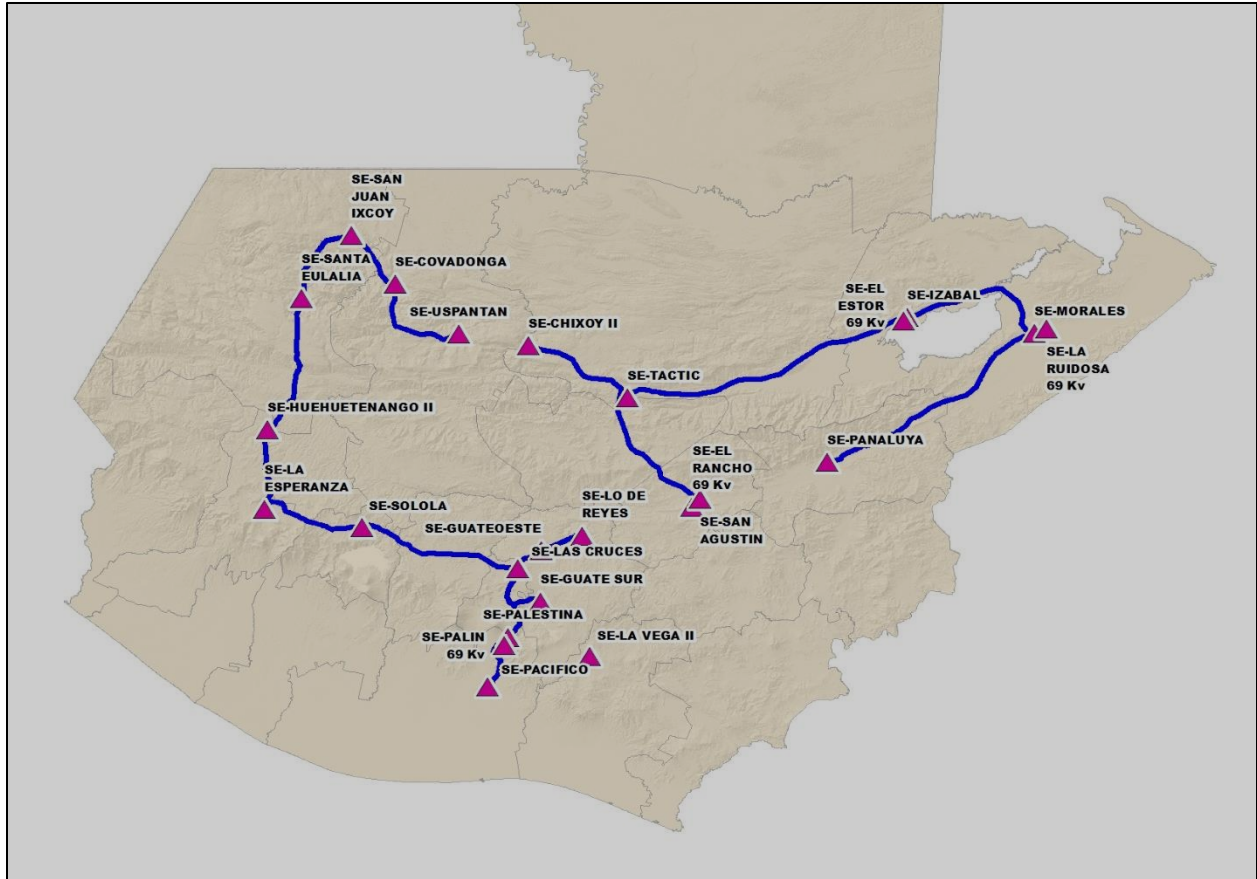 SE-SAN
JUAN
IXCOY
SE-SANTA
EULALIA
SE-COVADONGA
SE-USPANTAN
SE-CHIXOY II
SE-EL
ESTOR
69 Kv
SE-IZABAL
SE-MORALES
SE-LA
RUIDOSA
69 Kv
SE-TACTIC
SE-HUEHUETENANGO II
SE-PANALUYA
SE-EL
RANCHO
69 Kv
SE-LA
ESPERANZA
SE-SOLOLA
SE-LO DE
REYES
SE-SAN
AGUSTIN
SE-GUATEOESTE
SE-LAS CRUCES
SE-GUATE SUR
SE-PALESTINA
SE-PALIN
69 Kv
SE-LA VEGA II
SE-PACIFICO